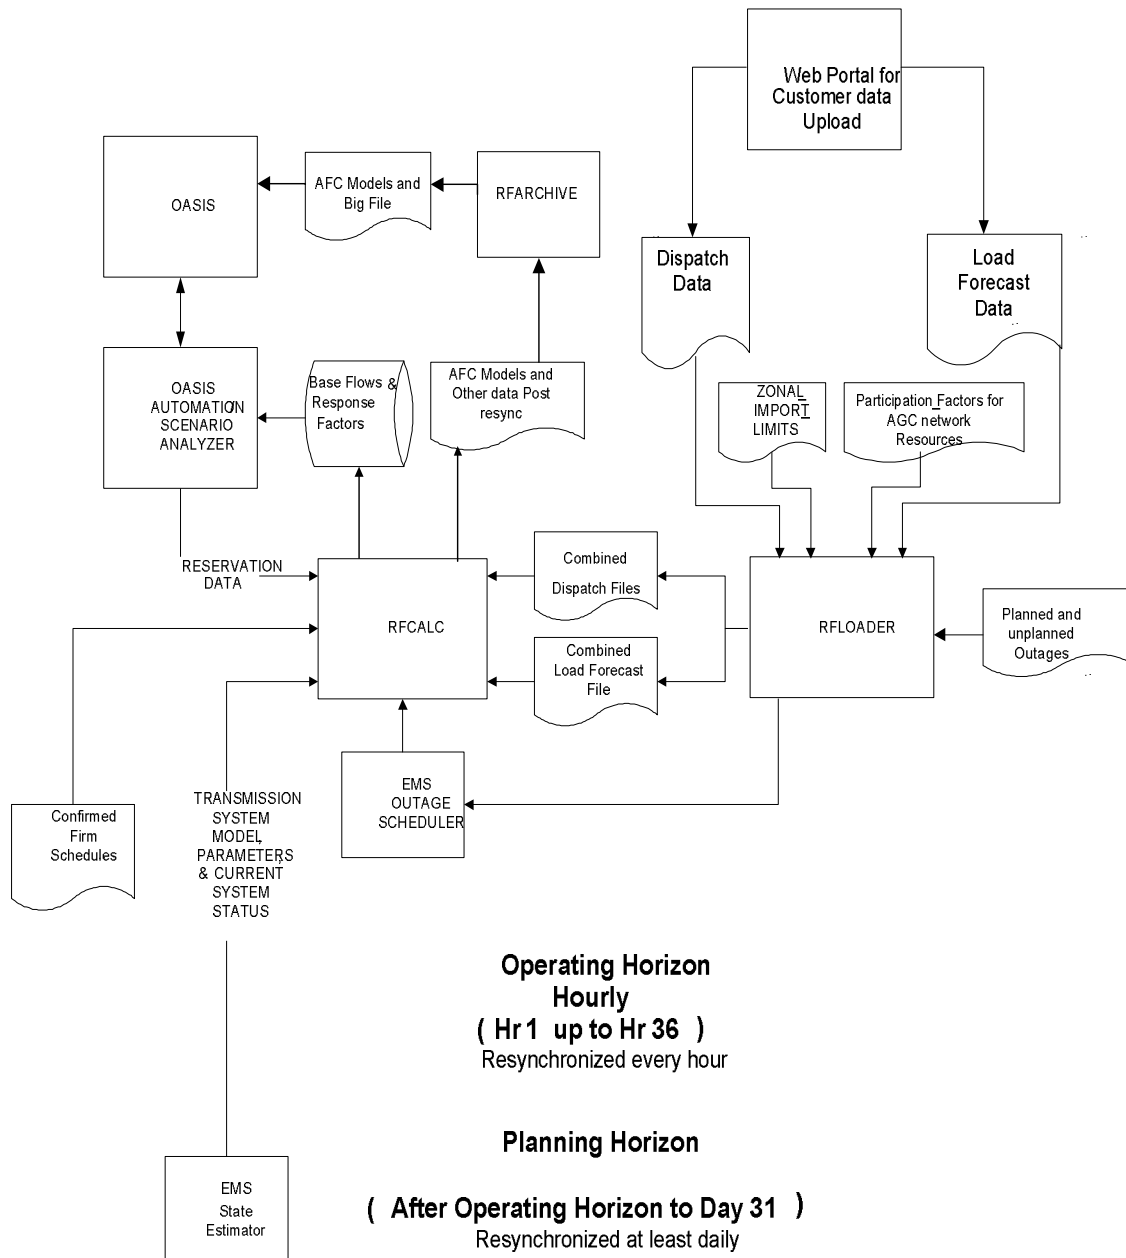 Web Portal for
Customer data
Upload
OASIS
AFC Models and
Big File
RFARCHIVE
Dispatch
Data
Load
Forecast
Data
OASIS
AUTOMATION/
SCENARIO
ANALYZER
Base Flows &
Response
Factors
AFC Models and
Other data Post
resync
ZONAL
IMPORT
LIMITS
Participation_Factors for
AGC network
Resources
RESERVATION
DATA
RFCALC
Combined
Dispatch Files
Combined
Load Forecast
File
RFLOADER
Planned and
unplanned
Outages
EMS
OUTAGE
SCHEDULER
Confirmed
Firm
Schedules
TRANSMISSION
SYSTEM
MODEL,
PARAMETERS
& CURRENT
SYSTEM
STATUS
Operating Horizon
Hourly
( Hr 1 up to Hr 36 )
Resynchronized every hour
Planning Horizon
( After Operating Horizon to Day 31 )
Resynchronized at least daily
EMS
State
Estimator